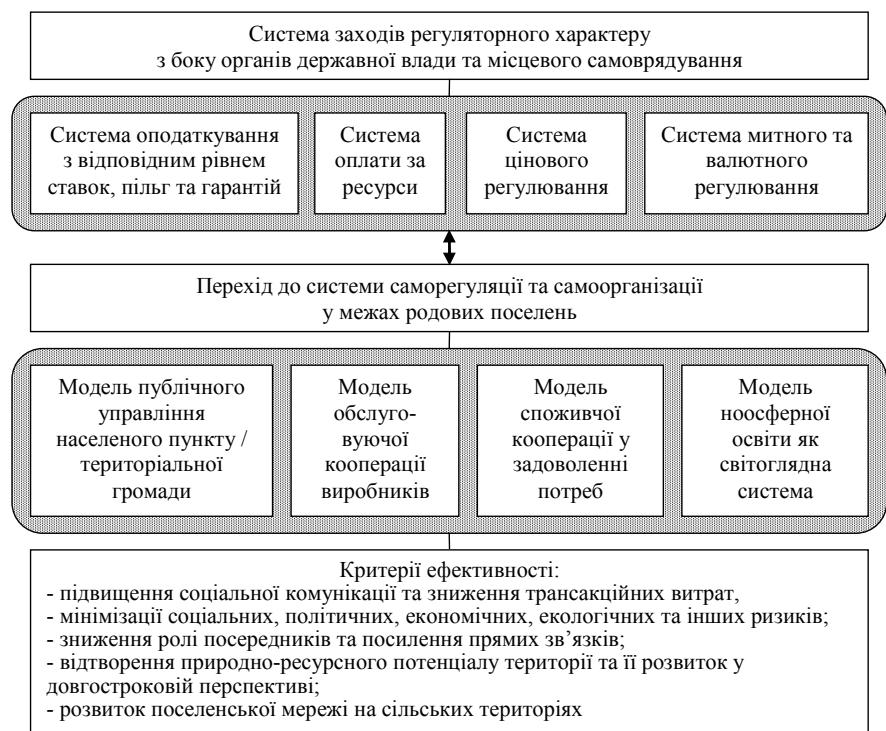 Система заходів регуляторного характеру
з боку органів державної влади та місцевого самоврядування
Система оподаткування
з відповідним рівнем
ставок, пільг та гарантій
Система
оплати за
ресурси
Система
цінового
регулювання
Система митного та
валютного
регулювання
Перехід до системи саморегуляції та самоорганізації
у межах родових поселень
Модель публічного
управління
населеного пункту /
територіальної
громади
Модель
обслуго-
вуючої
кооперації
виробників
Модель
споживчої
кооперації у
задоволенні
потреб
Модель
ноосферної
освіти як
світоглядна
система
Критерії ефективності:
- підвищення соціальної комунікації та зниження трансакційних витрат,
- мінімізації соціальних, політичних, економічних, екологічних та інших ризиків;
- зниження ролі посередників та посилення прямих зв’язків;
- відтворення природно-ресурсного потенціалу території та її розвиток у
довгостроковій перспективі;
- розвиток поселенської мережі на сільських територіях